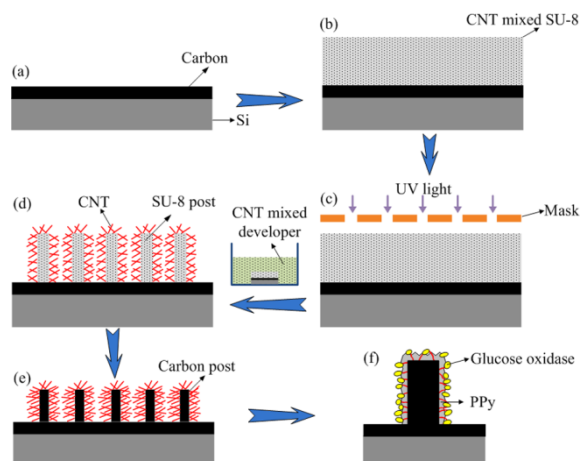 (a)
Carbon
Si
(b)
CNT mixed SU-8
(c)
UV light
Mask
(d)
CNT
SU-8 post
CNT mixed
developer
(e)
Carbon post
(f)
Glucose oxidase
PPy